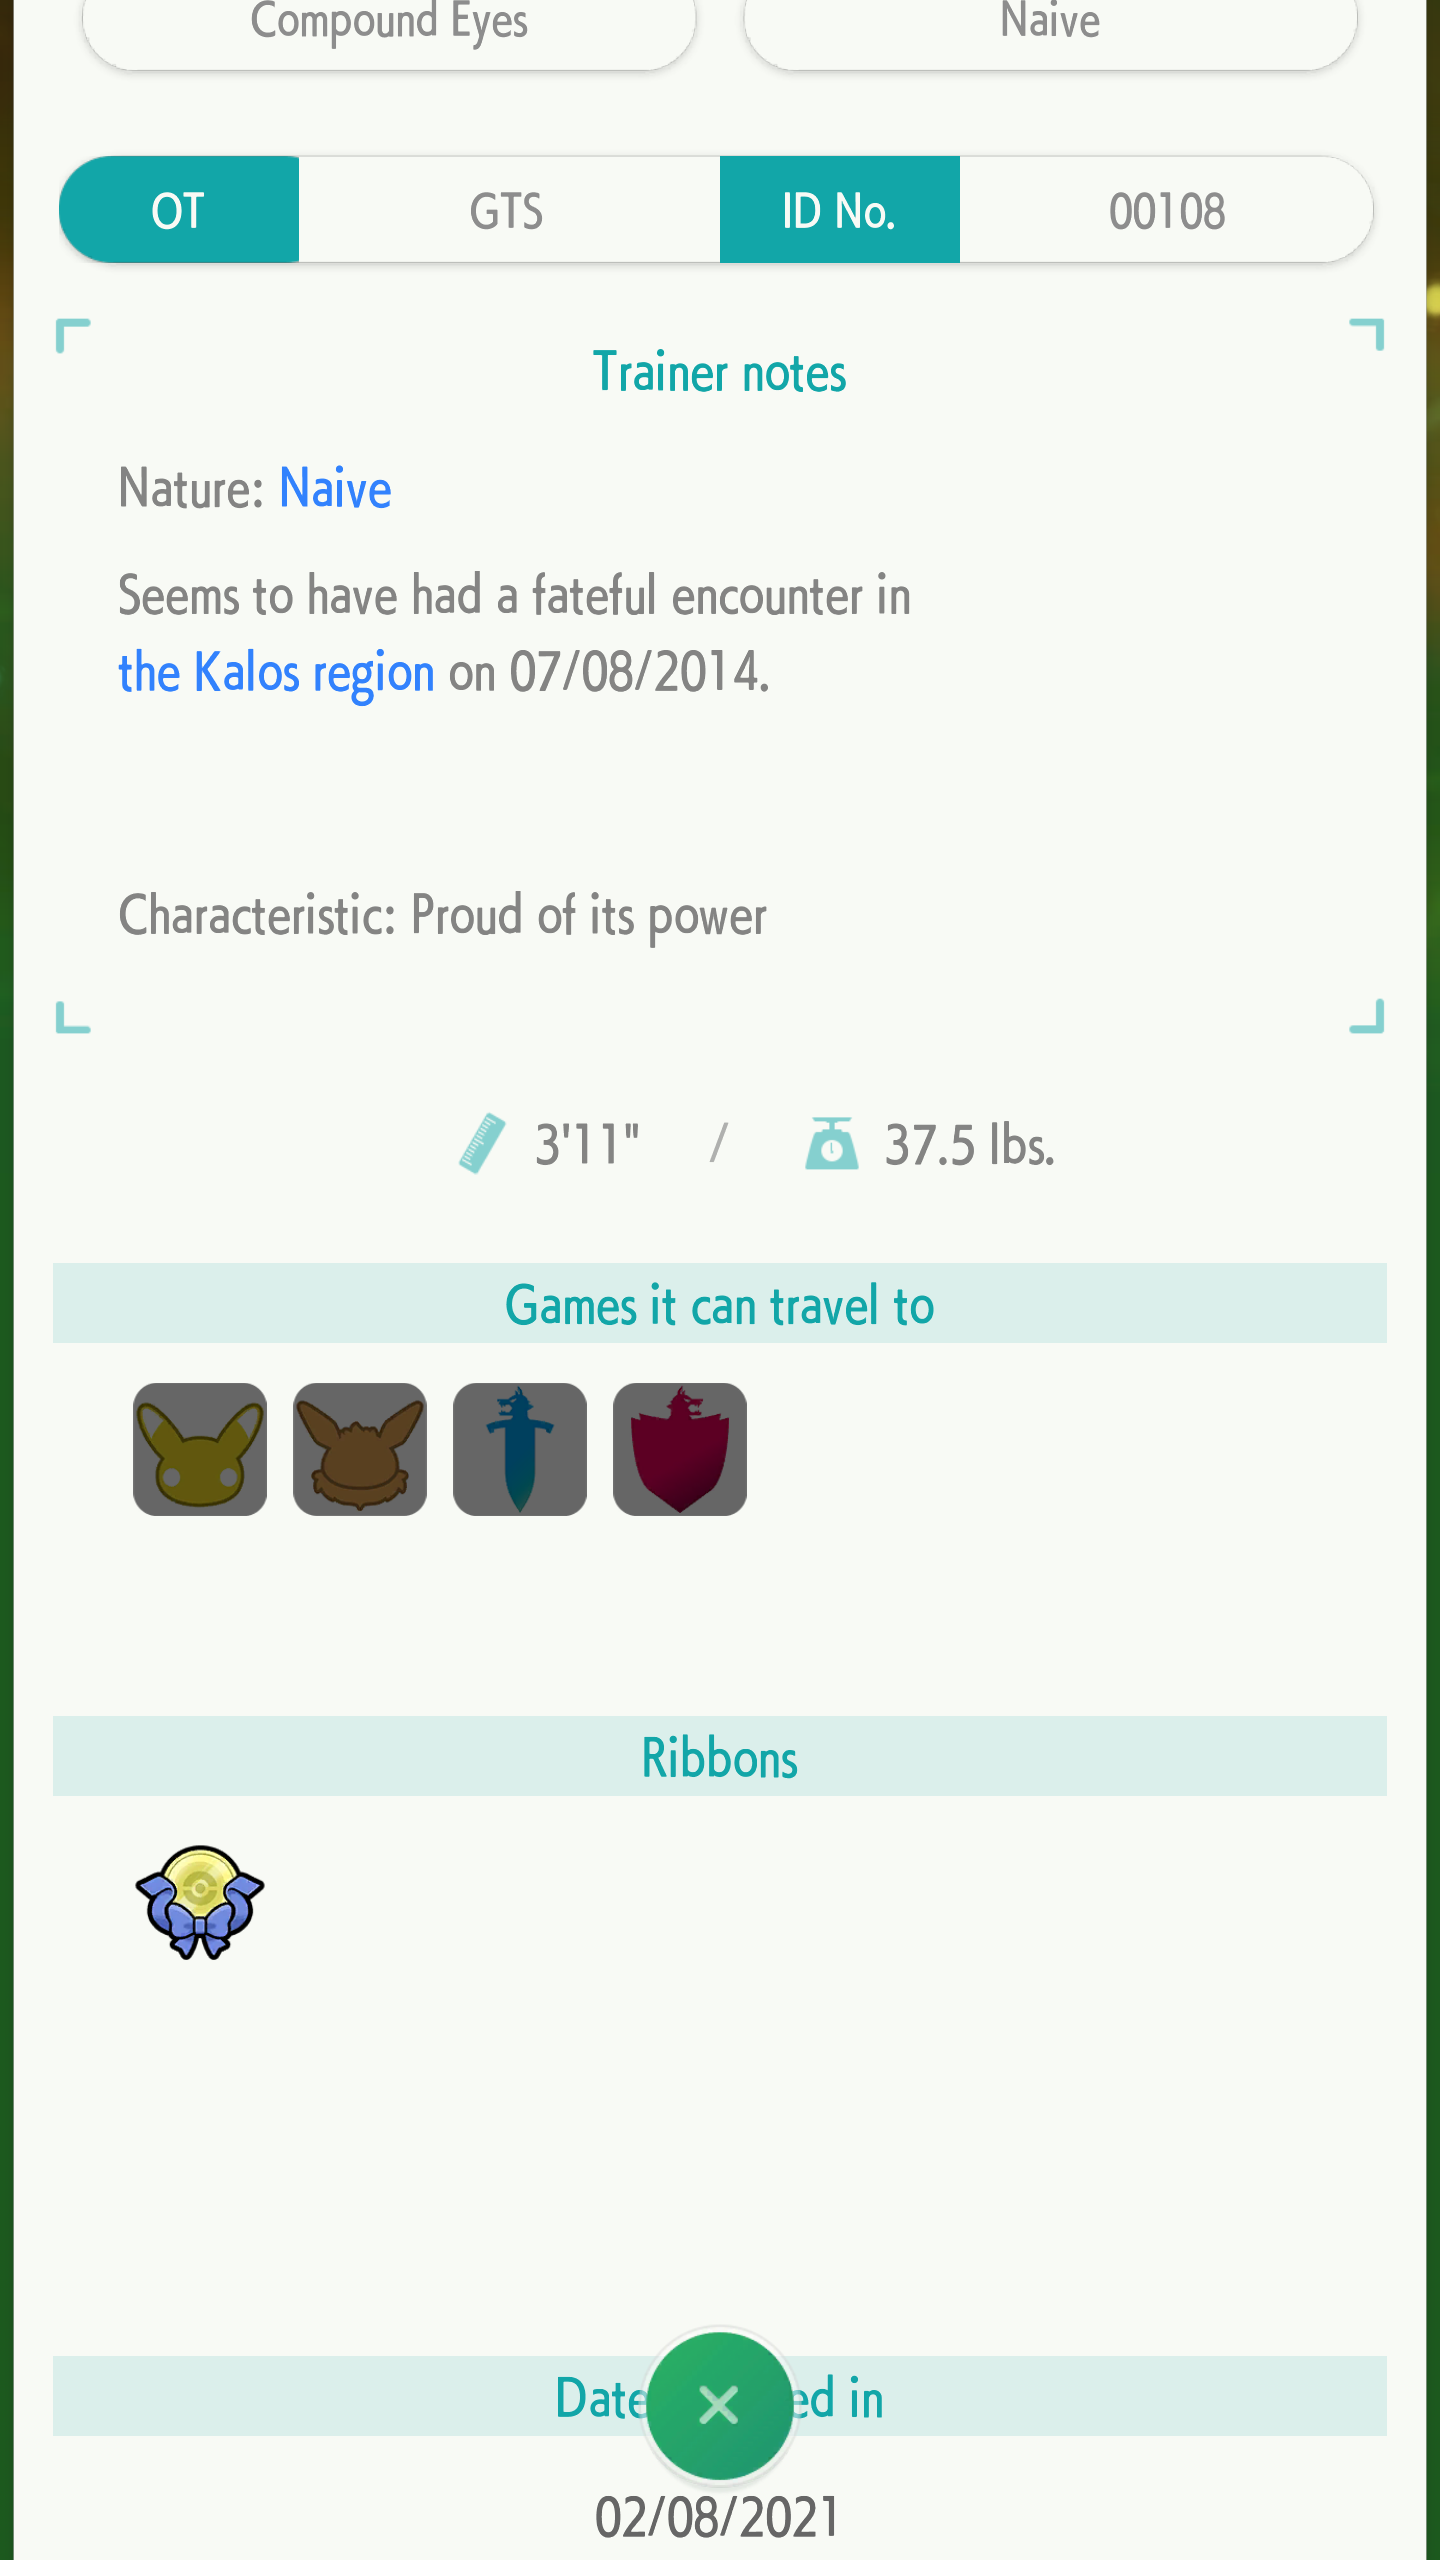 Compound Eyes
Naive
OT GTS ID No. 00108
Trainer notes
Nature: Naive
Seems to have had a fateful encounter in
the Kalos region on 07/08/2014.
Characteristic: Proud of its power
3'11" / 37.5 lbs.
Games it can travel to
Ribbons
Date ed in
02/08/2021